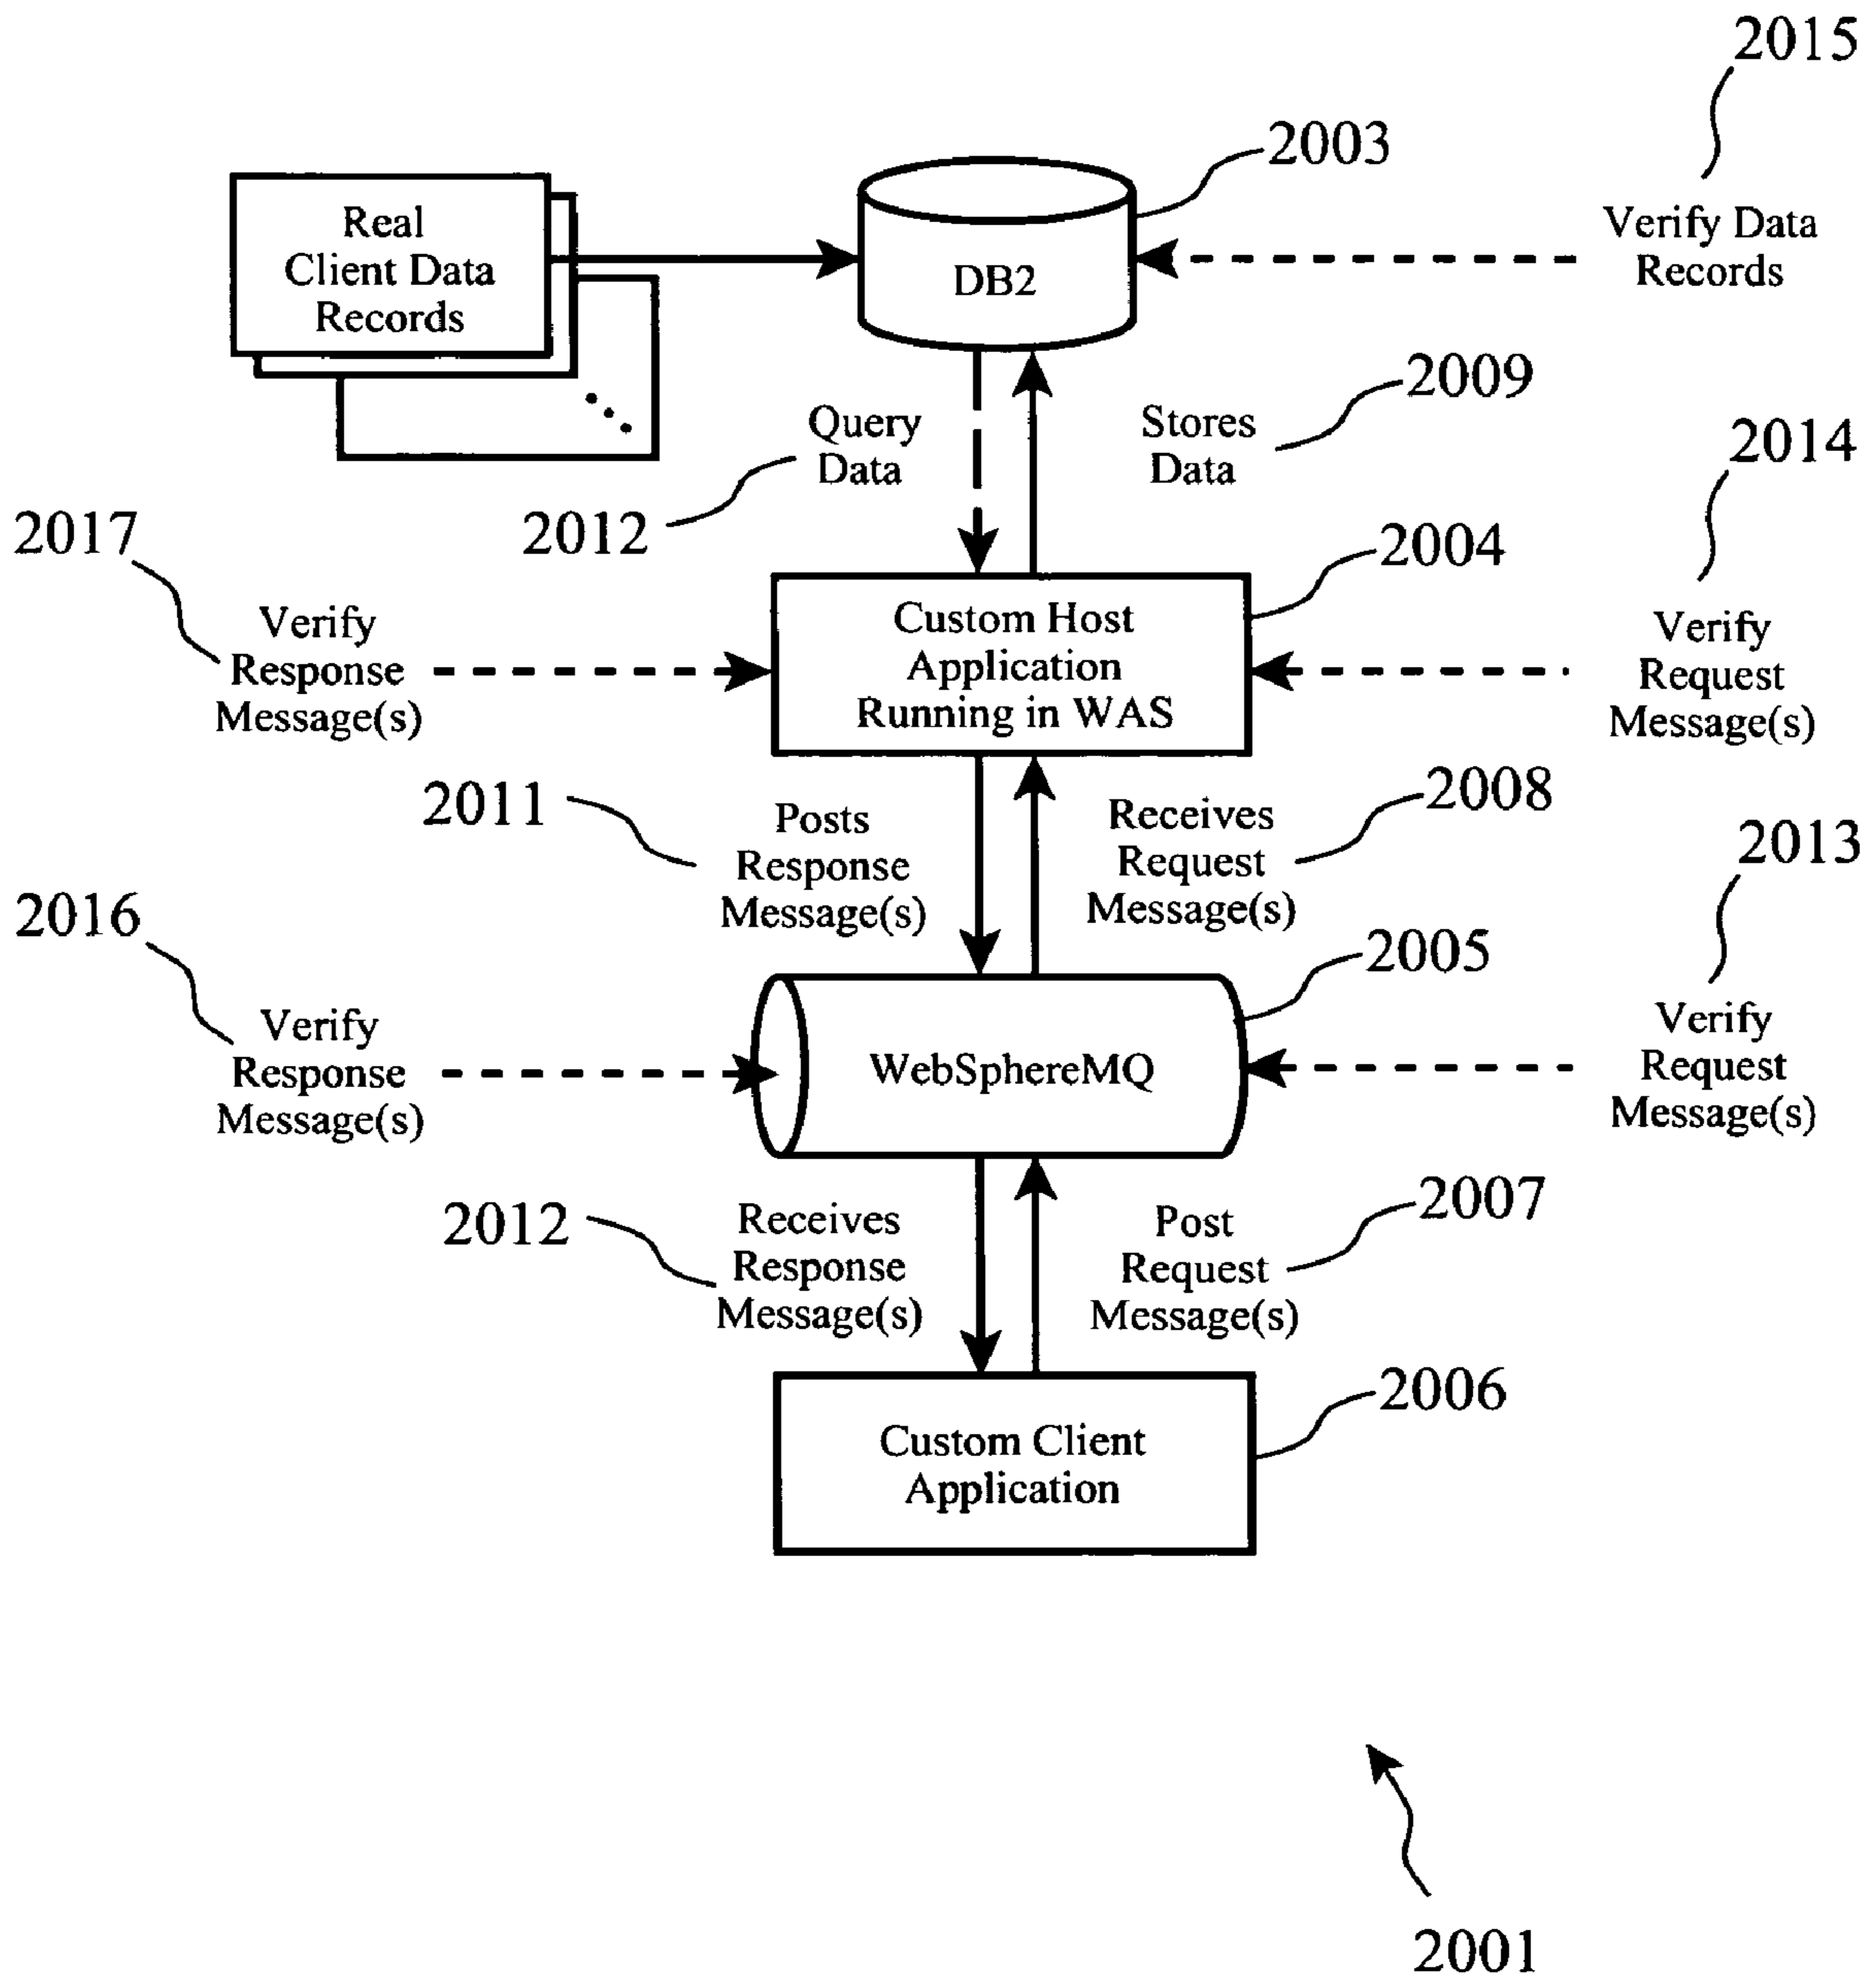 2015
2003
Real
Client Data
Records
DB2
Verify Data
Records
2009
Query
Data
Stores
Data
2014
2012
2017
2004
Verify
Response
Message(s)
Custom Host
Application
Running in WAS
Verify
Request
Message(s)
2011
2008
Posts
Response
Message(s)
Receives
Request
Message(s)
2013
2016
2005
Verify
Response
Message(s)
WebSphereMQ
Verify
Request
Message(s)
2012
2007
Receives
Response
Message(s)
Post
Request
Message(s)
2006
Custom Client
Application
2001